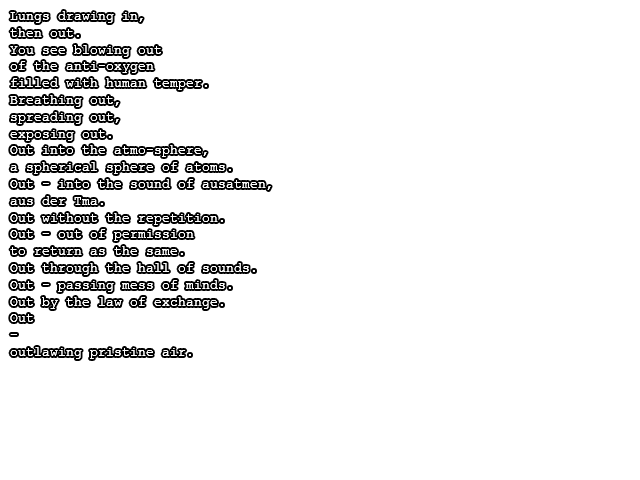 Lungs drawing in,
then out.
You see blowing out
of the anti-oxygen
filled with human temper.
Breathing out,
spreading out,
exposing out.
Out into the atmo-sphere,
a spherical sphere of atoms.
Out - into the sound of ausatmen,
aus der Tma.
Out without the repetition.
Out - out of permission
to return as the same.
Out through the hall of sounds.
Out - passing mess of minds.
Out by the law of exchange.
Out
-
outlawing pristine air.